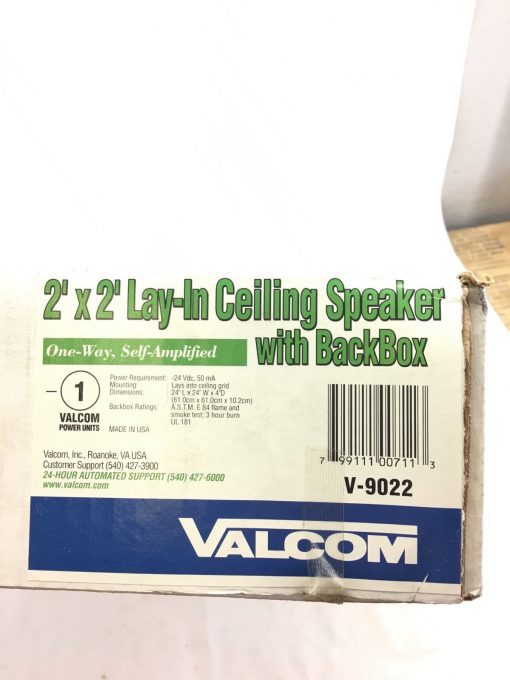 2' x 2' Lay-In Ceiling Speaker
with BackBox
One-Way, Self-Amplified
– 1
VALCOM
POWER UNITS
Power Requirement: -24 Vdc, 50 mA
Mounting: Lays into ceiling grid
Dimensions: 24" L x 24" W x 4"D
(61.0cm x 61.0cm x 10.2cm)
Backbox Ratings: A.S.T.M. E 84 flame and
smoke test; 3 hour burn
UL 181
MADE IN USA
Valcom, Inc., Roanoke, VA USA
Customer Support (540) 427-3900
24-HOUR AUTOMATED SUPPORT (540) 427-6000
www.valcom.com
7 99111 00711 3
V-9022
VALCOM